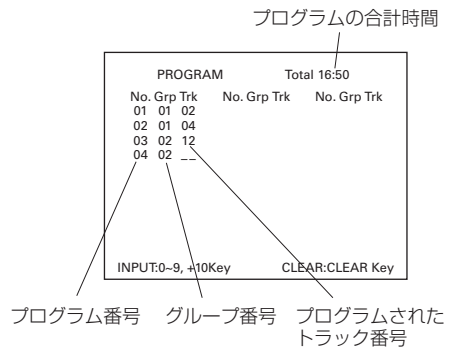 プログラムの合計時間
PROGRAM Total 16:50
No. Grp Trk No. Grp Trk No. Grp Trk
01 01 02
02 01 04
03 02 12
04 02 _ _
INPUT:0~9, +10Key CLEAR:CLEAR Key
プログラム番号 グループ番号 プログラムされた
トラック番号